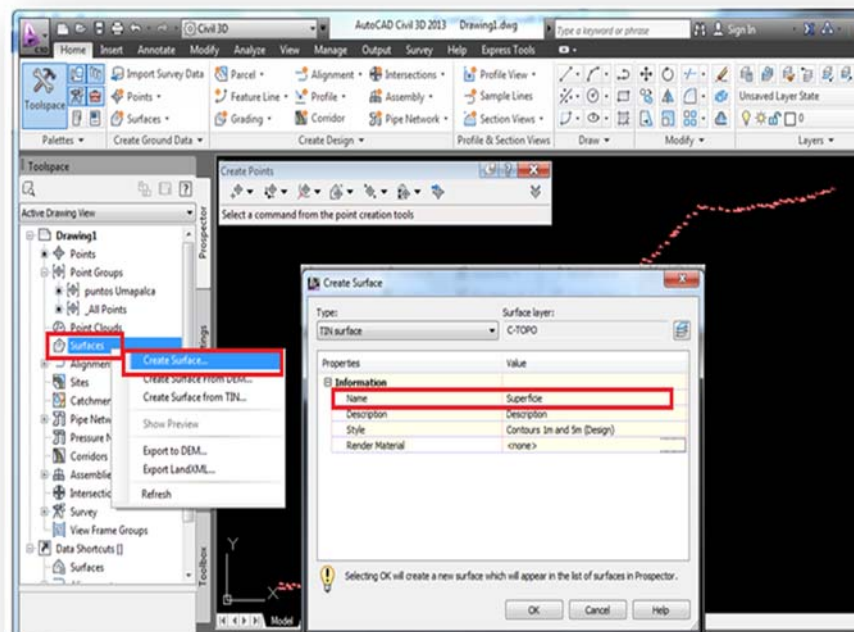 Civil 3D
AutoCAD Civil 3D 2013 Drawing1.dwg
Type a keyword or phrase
Sign In
Home Insert Annotate Modify Analyze View Manage Output Survey Help Express Tools
Toolspace
Import Survey Data
Points
Surfaces
Parcel
Feature Line
Grading
Alignment
Profile
Corridor
Intersections
Assembly
Pipe Network
Profile View
Sample Lines
Section Views
Unsaved Layer State
0
Palettes
Create Ground Data
Create Design
Profile & Section Views
Draw
Modify
Layers
Toolspace
Active Drawing View
Prospector
Drawing1
Points
Point Groups
puntos Umapalca
_All Points
Point Clouds
Surfaces
Alignment
Sites
Catchmen
Pipe Netw
Pressure N
Corridors
Assemblie
Intersectio
Survey
View Frame Groups
Data Shortcuts []
Surfaces
ttings
Toolbox
Create Surface...
Create Surface from DEM...
Create Surface from TIN...
Show Preview
Export to DEM...
Export LandXML...
Refresh
Create Points
Select a command from the point creation tools
Create Surface
Type:
TIN surface
Surface layer:
C-TOPO
Properties Value
Information
Name Superficie
Description Description
Style Contours 1m and 5m (Design)
Render Material <none>
Selecting OK will create a new surface which will appear in the list of surfaces in Prospector.
OK Cancel Help
Y
X
Model